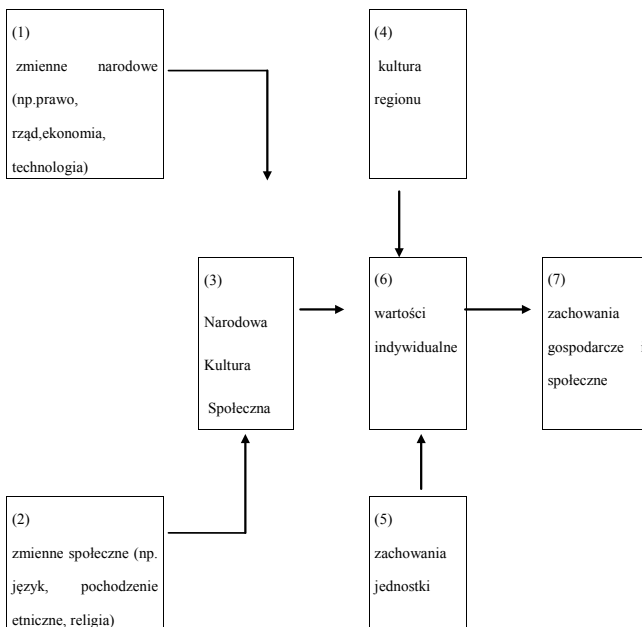 (1)
zmienne narodowe
(np.prawo,
rząd,ekonomia,
technologia)
(4)
kultura
regionu
(3)
Narodowa
Kultura
Społeczna
(6)
wartości
indywidualne
(7)
zachowania
gospodarcze
społeczne
(2)
zmienne społeczne (np.
język, pochodzenie
etniczne, religia)
(5)
zachowania
jednostki